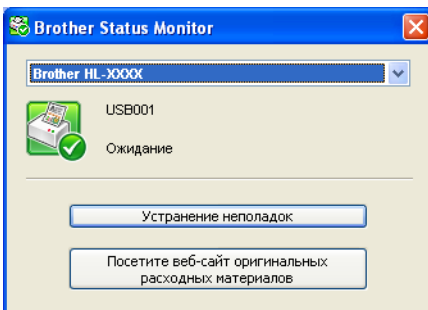 Brother Status Monitor
Brother HL-XXXX
USB001
Ожидание
Устранение неполадок
Посетите веб-сайт оригинальных
расходных материалов